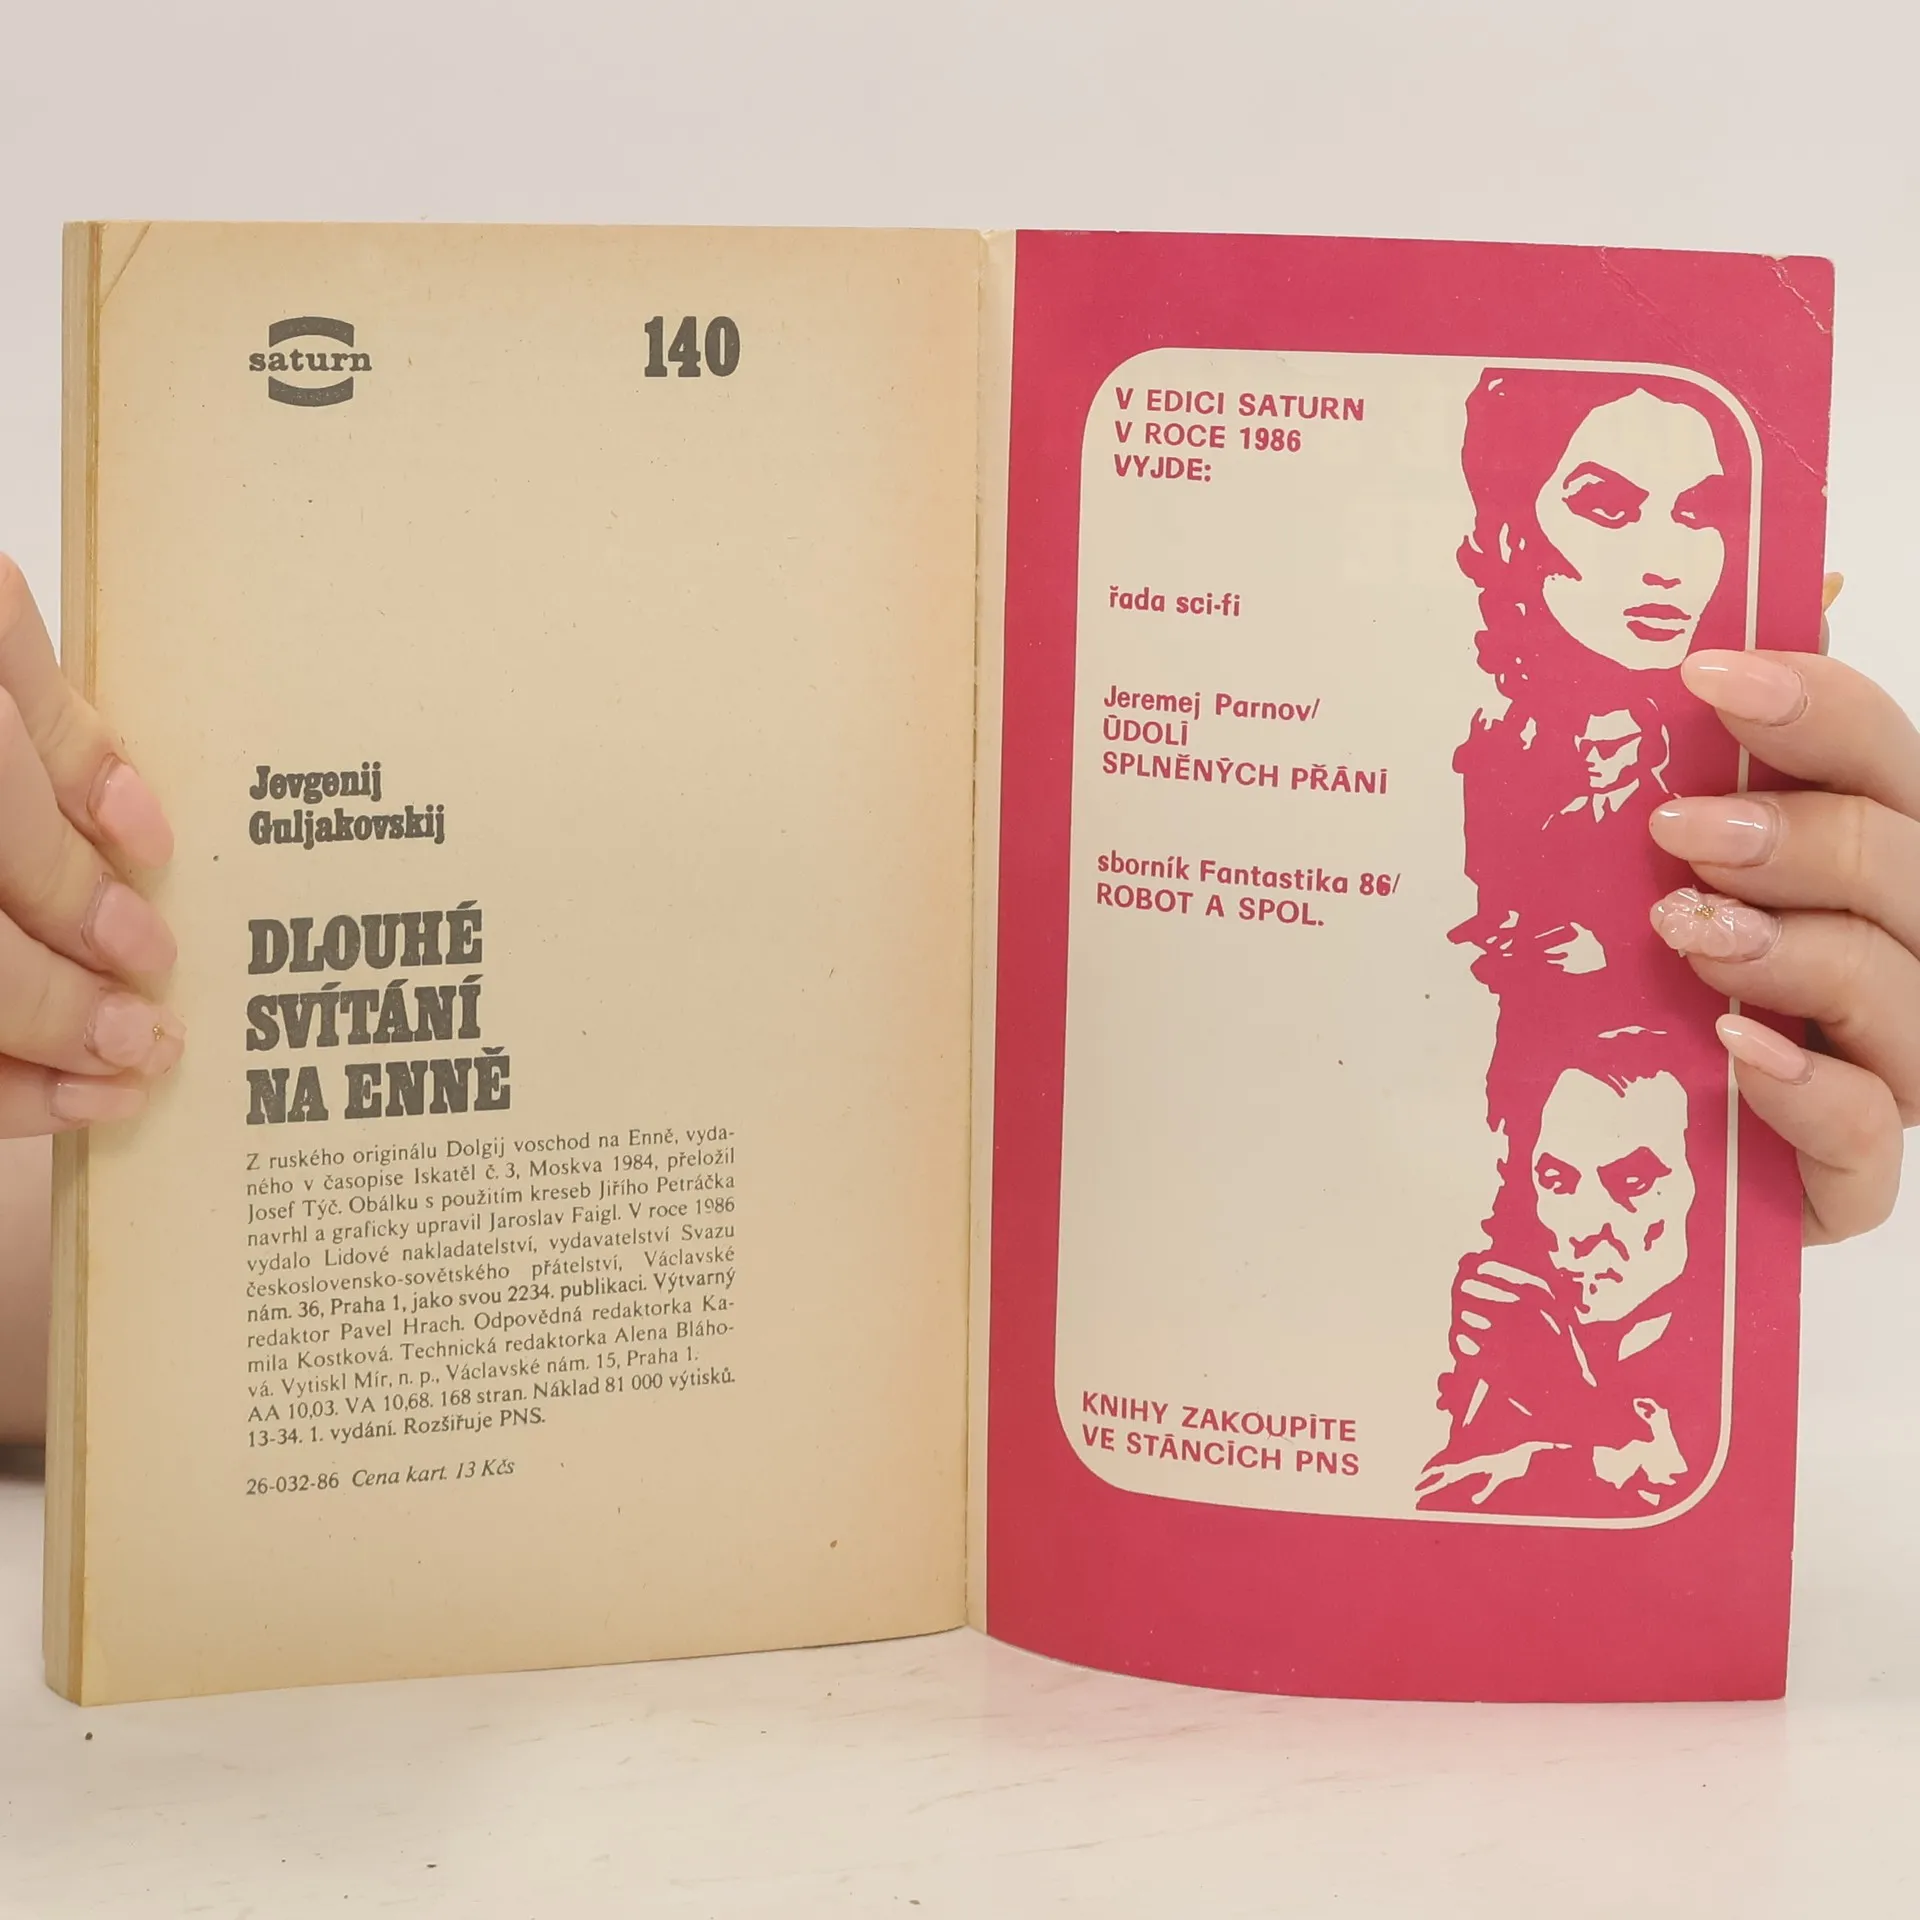 saturn
140
Jevgenij
Guljakovskij
DLOUHÉ
SVÍTÁNÍ
NA ENNĚ
Z ruského originálu Dolgij voschod na Enně, vyda-
ného v časopise Iskatěl č. 3, Moskva 1984, přeložil
Josef Týč. Obálku s použitím kreseb Jiřího Petráčka
navrhl a graficky upravil Jaroslav Faigl. V roce 1986
vydalo Lidové nakladatelství, vydavatelství Svazu
československo-sovětského přátelství, Václavské
nám. 36, Praha 1, jako svou 2234. publikaci. Výtvarný
redaktor Pavel Hrach. Odpovědná redaktorka Ka-
mila Kostková. Technická redaktorka Alena Bláho-
vá. Vytiskl Mír, n. p., Václavské nám. 15, Praha 1.
AA 10,03. VA 10,68. 168 stran. Náklad 81 000 výtisků.
13-34. 1. vydání. Rozšiřuje PNS.
26-032-86 Cena kart. 13 Kčs
V EDICI SATURN
V ROCE 1986
VYJDE:
řada sci-fi
Jeremej Parnov/
ÚDOLÍ
SPLNĚNÝCH PŘÁNÍ
sborník Fantastika 86/
ROBOT A SPOL.
KNIHY ZAKOUPÍTE
VE STÁNCÍCH PNS